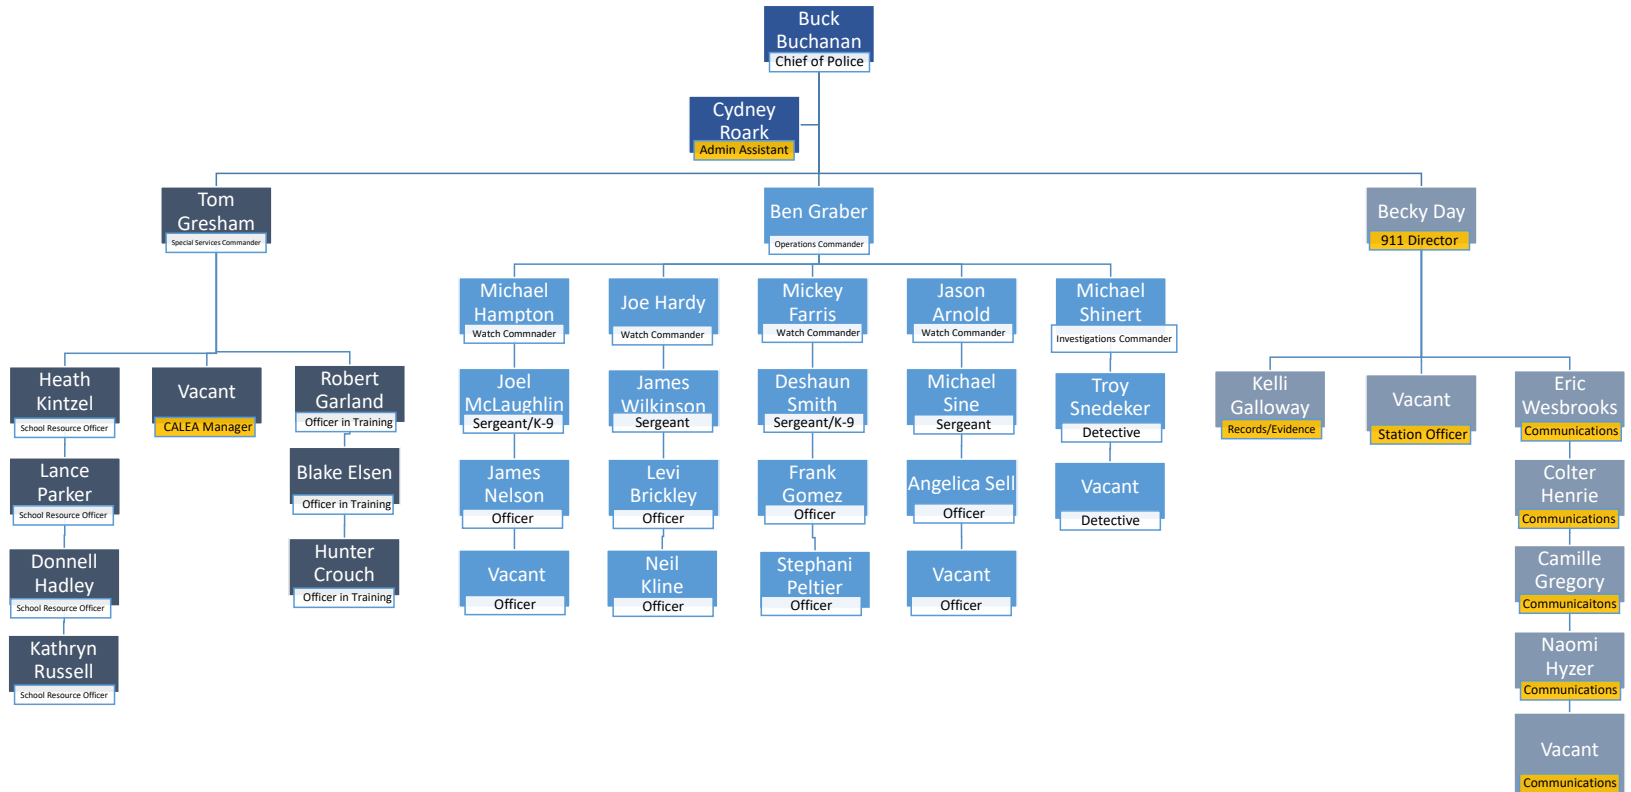 Buck
Buchanan
Chief of Police
Cydney
Roark
Admin Assistant
Tom
Gresham
Special Services Commander
Ben Graber
Operations Commander
Becky Day
911 Director
Michael
Hampton
Watch Commnader
Joe Hardy
Watch Commander
Mickey
Farris
Watch Commander
Jason
Arnold
Watch Commander
Michael
Shinert
Investigations Commander
Heath
Kintzel
School Resource Officer
Vacant
CALEA Manager
Robert
Garland
Officer in Training
Joel
McLaughlin
Sergeant/K-9
James
Wilkinson
Sergeant
Deshaun
Smith
Sergeant/K-9
Michael
Sine
Sergeant
Troy
Snedeker
Detective
Kelli
Galloway
Records/Evidence
Vacant
Station Officer
Eric
Wesbrooks
Communications
Lance
Parker
School Resource Officer
Blake Elsen
Officer in Training
James
Nelson
Officer
Levi
Brickley
Officer
Frank
Gomez
Officer
Angelica Sell
Officer
Vacant
Detective
Colter
Henrie
Communications
Donnell
Hadley
School Resource Officer
Hunter
Crouch
Officer in Training
Vacant
Officer
Neil
Kline
Officer
Stephani
Peltier
Officer
Vacant
Officer
Camille
Gregory
Communicaitons
Kathryn
Russell
School Resource Officer
Naomi
Hyzer
Communications
Vacant
Communications